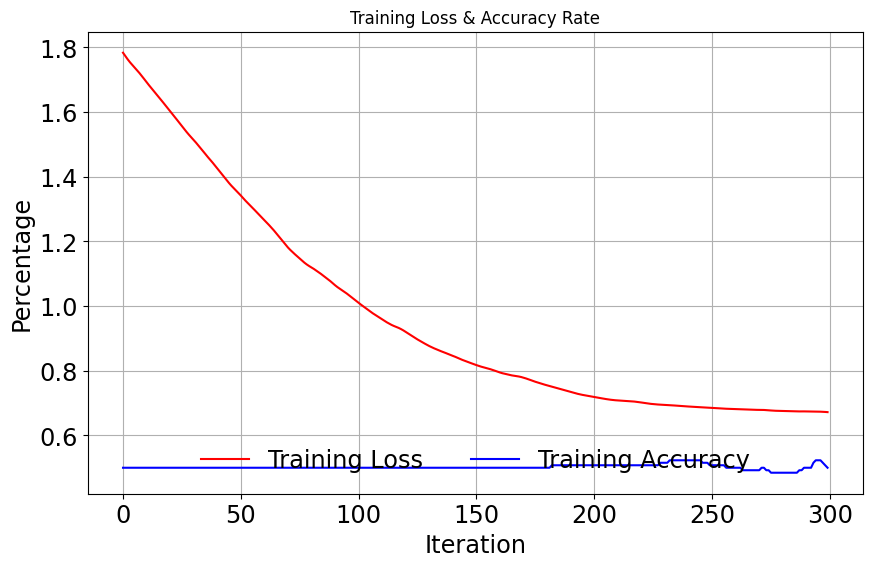 Training Loss & Accuracy Rate
1.8
1.6
1.4
1.2
1.0
0.8
0.6
Percentage
Training Loss Training Accuracy
0 50 100 150 200 250 300
Iteration